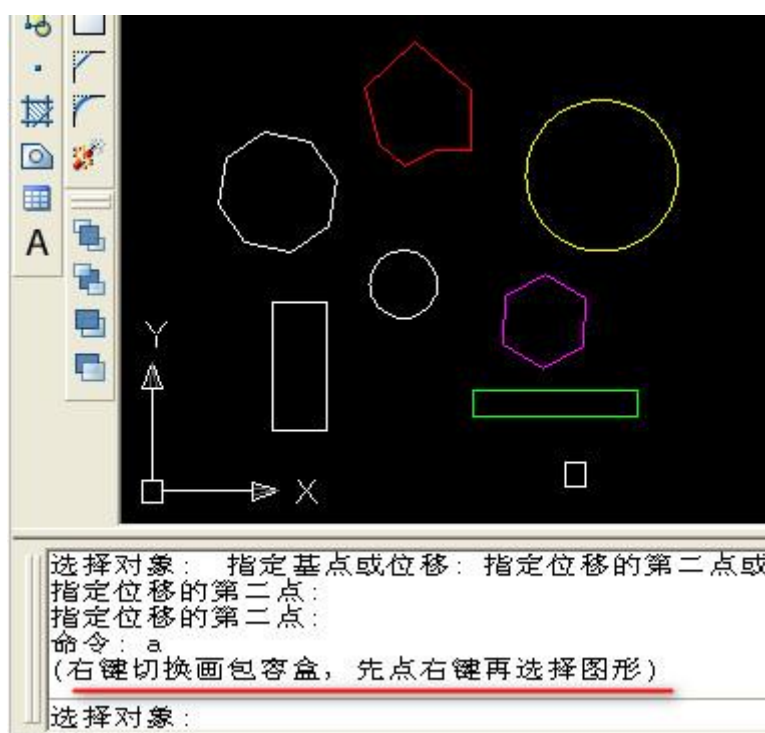 A
Y
X
选择对象: 指定基点或位移: 指定位移的第二点或
指定位移的第二点:
指定位移的第二点:
命令: a
(右键切换画包容盒, 先点右键再选择图形)
选择对象: